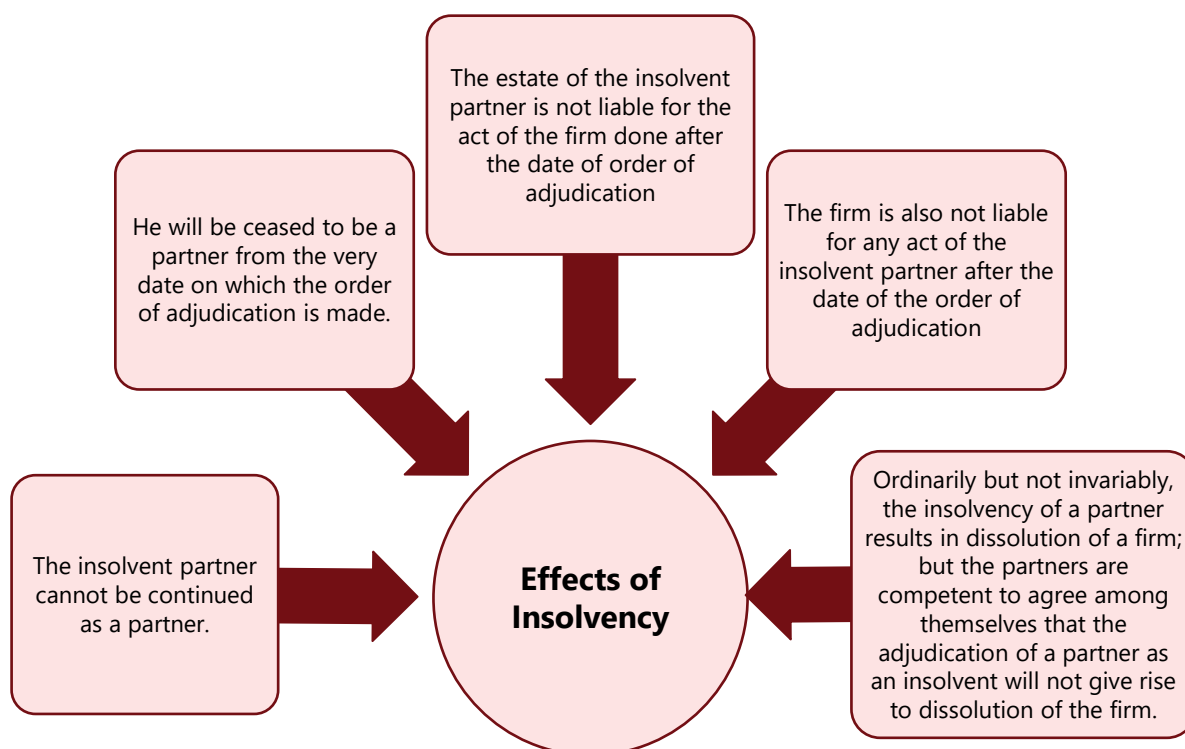 The estate of the insolvent
partner is not liable for the
act of the firm done after
the date of order of
adjudication
He will be ceased to be a
partner from the very
date on which the order
of adjudication is made.
The firm is also not liable
for any act of the
insolvent partner after the
date of the order of
adjudication
The insolvent partner
cannot be continued
as a partner.
Effects of
Insolvency
Ordinarily but not invariably,
the insolvency of a partner
results in dissolution of a firm;
but the partners are
competent to agree among
themselves that the
adjudication of a partner as
an insolvent will not give rise
to dissolution of the firm.